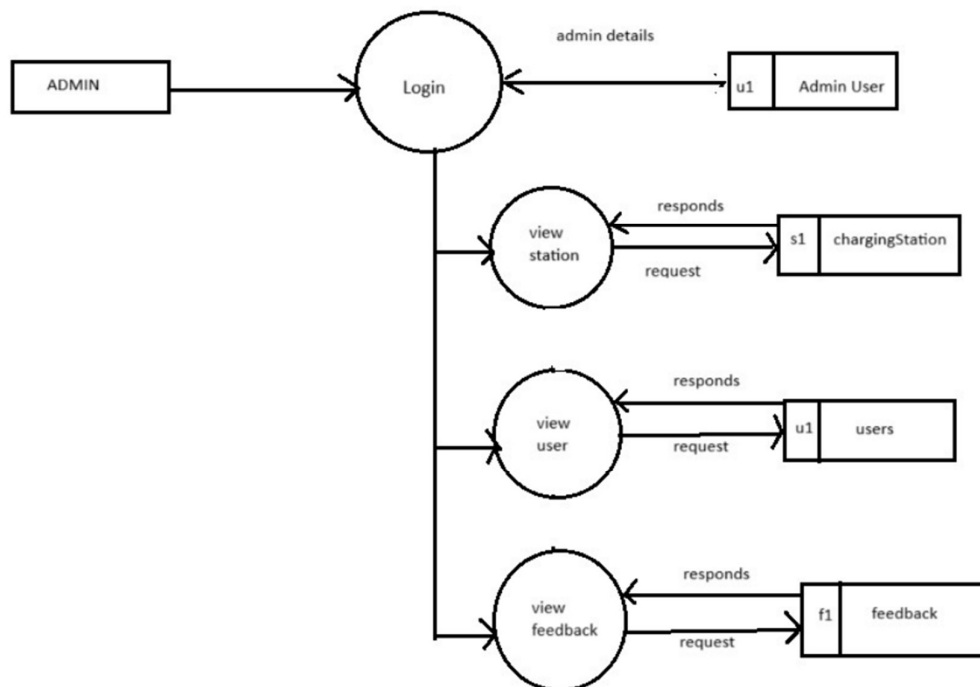 admin details
ADMIN
Login
u1
Admin User
responds
view
station
s1
chargingStation
request
responds
view
user
u1
users
request
responds
view
feedback
f1
feedback
request